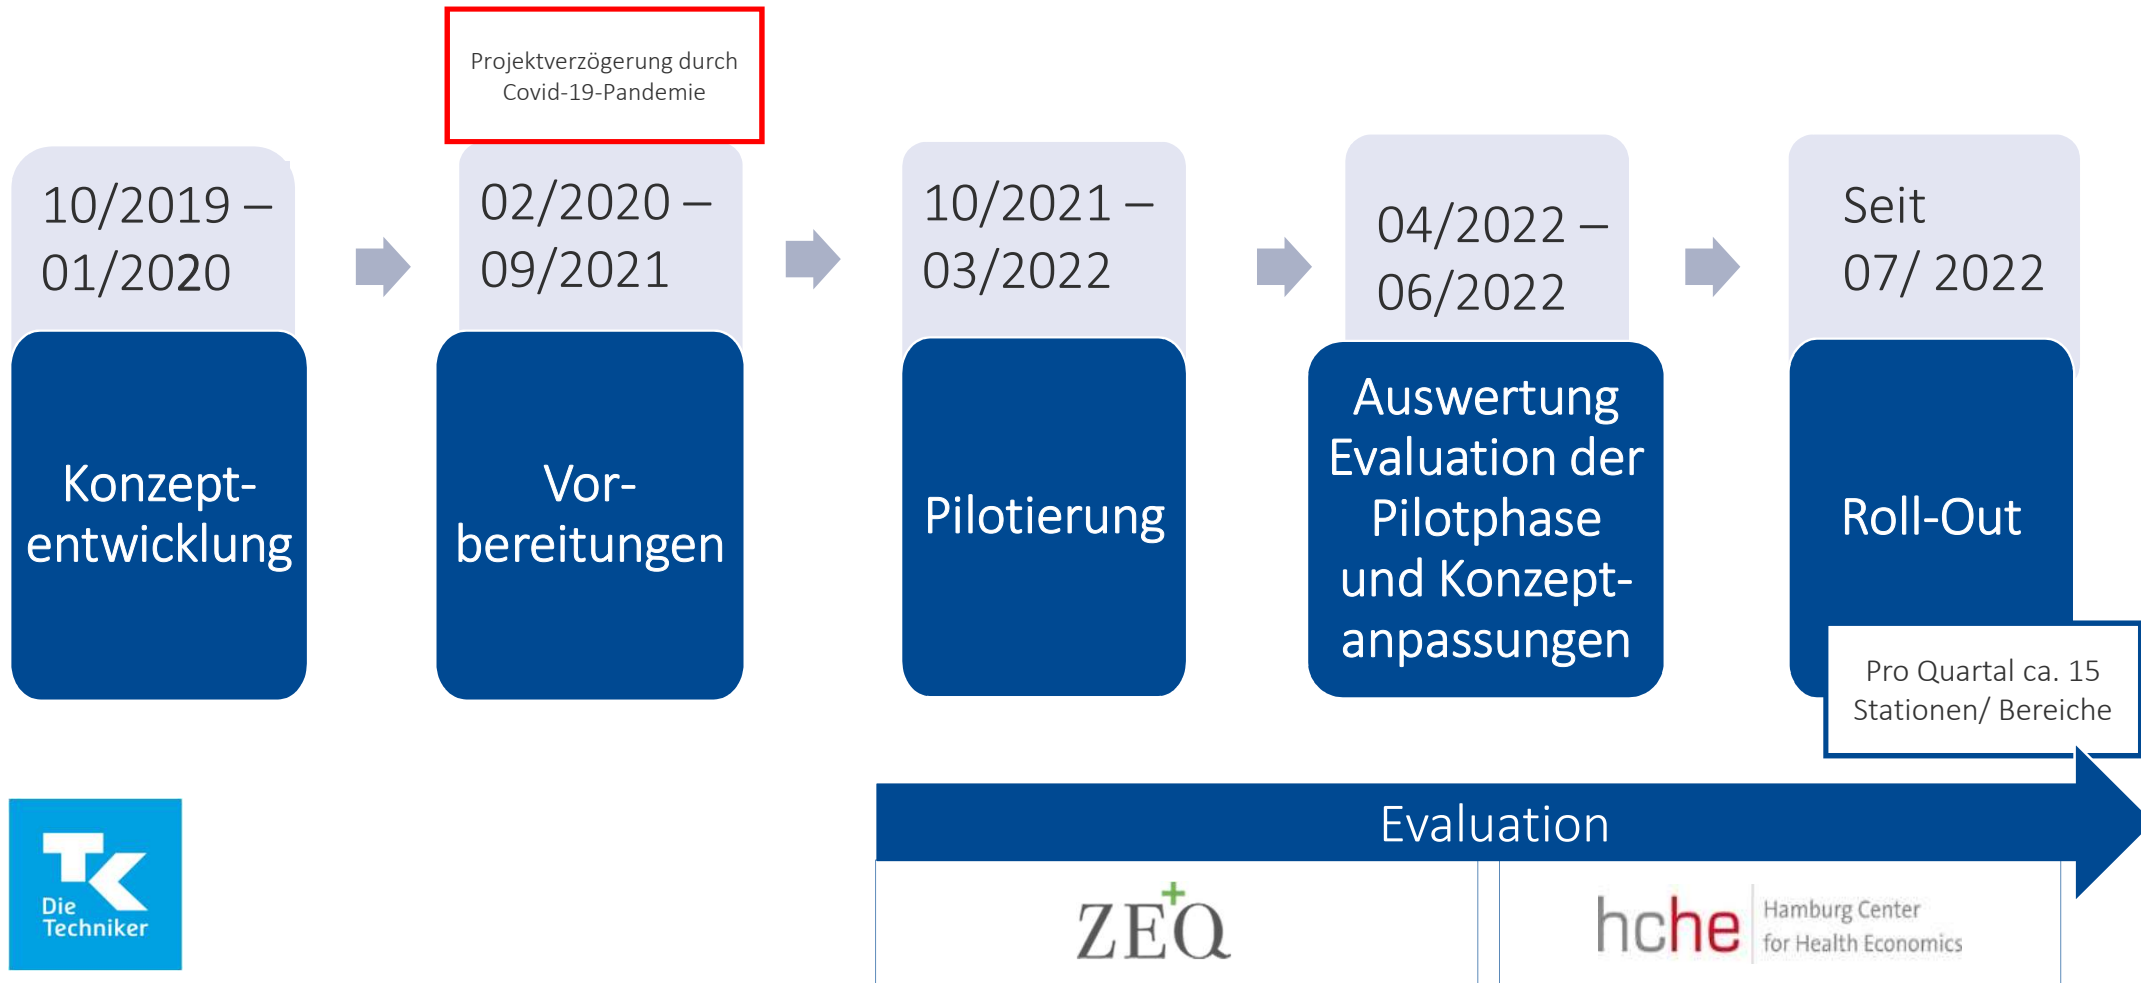 Projektverzögerung durch
Covid-19-Pandemie
10/2019 –
01/2020
02/2020 –
09/2021
10/2021 –
03/2022
04/2022 –
06/2022
Seit
07/ 2022
Konzept-
entwicklung
Vor-
bereitungen
Pilotierung
Auswertung
Evaluation der
Pilotphase
und Konzept-
anpassungen
Roll-Out
Pro Quartal ca. 15
Stationen/ Bereiche
Evaluation
TK
Die
Techniker
ZEQ
hche
Hamburg Center
for Health Economics